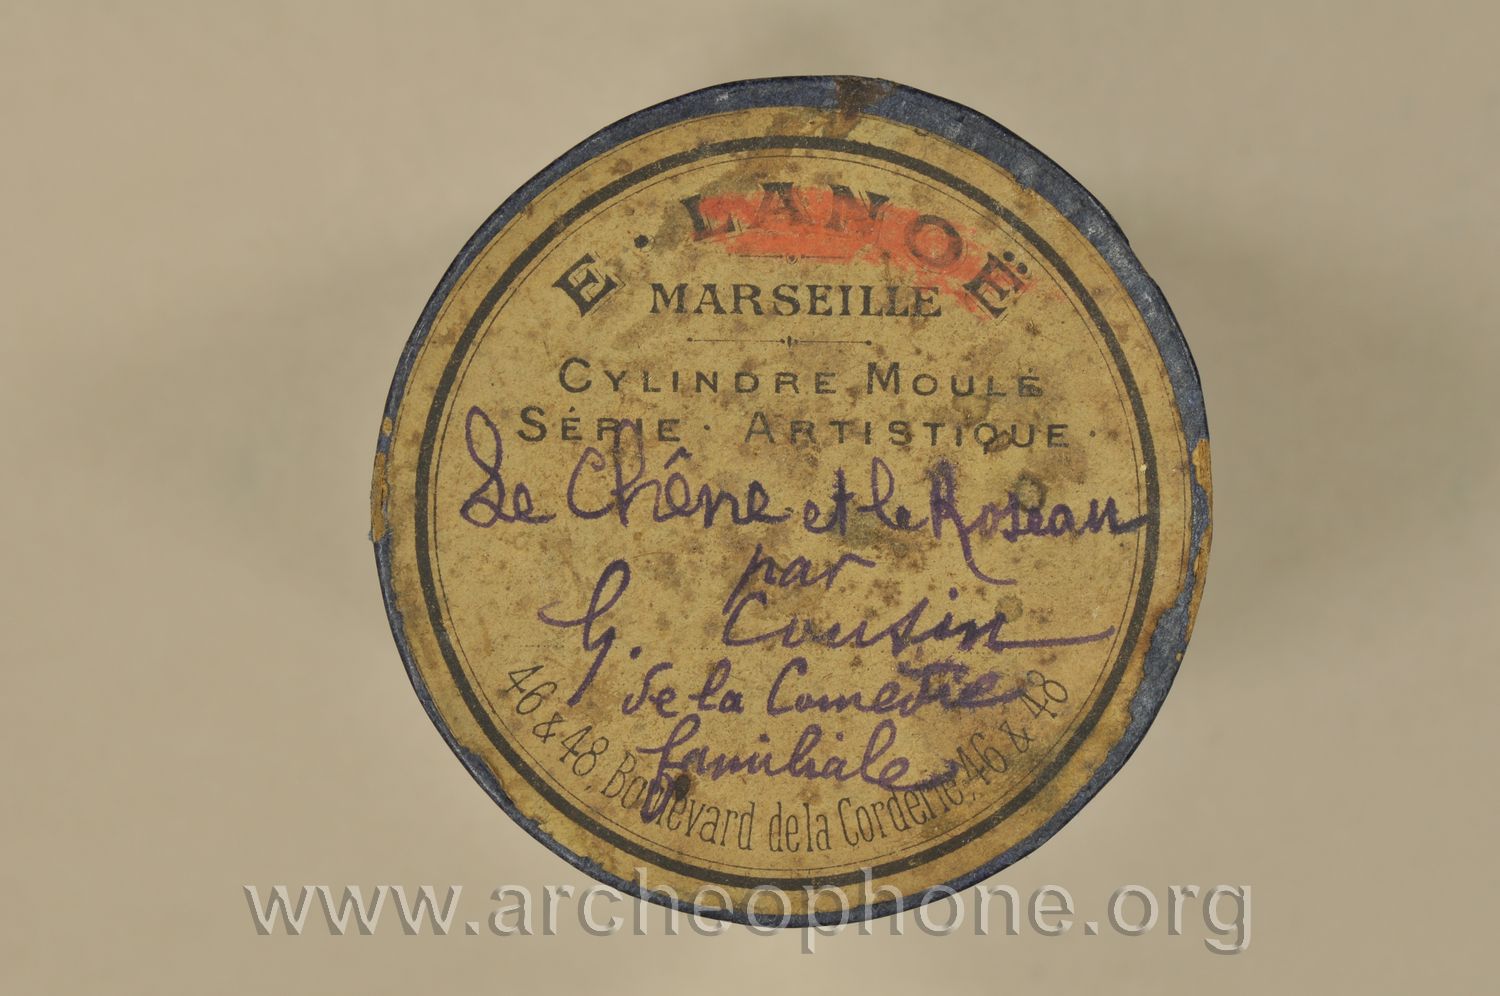 E. LANOË
MARSEILLE
CYLINDRE MOULÉ
SÉRIE · ARTISTIQUE ·
Le Chêne et le Roseau
par
G. Cousin
de la Comedie
familiale
46 & 48, Boulevard de la Corderie, 46 & 48
www.archeophone.org